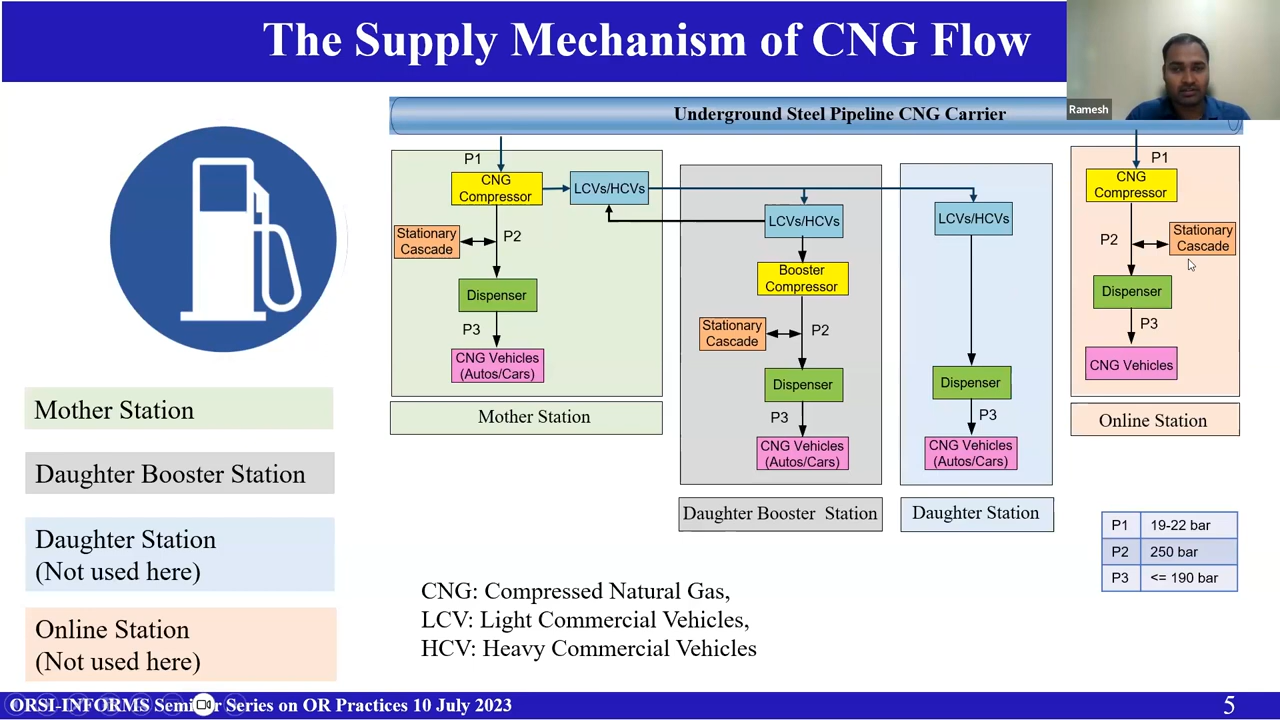 The Supply Mechanism of CNG Flow
Ramesh
Underground Steel Pipeline CNG Carrier
P1
CNG
Compressor
LCVs/HCVs
Stationary
Cascade
P2
Dispenser
P3
CNG Vehicles
(Autos/Cars)
Mother Station
LCVs/HCVs
Booster
Compressor
Stationary
Cascade
P2
Dispenser
P3
CNG Vehicles
(Autos/Cars)
Daughter Booster Station
LCVs/HCVs
Dispenser
P3
CNG Vehicles
(Autos/Cars)
Daughter Station
P1
CNG
Compressor
P2
Stationary
Cascade
Dispenser
P3
CNG Vehicles
Online Station
Mother Station
Daughter Booster Station
Daughter Station
(Not used here)
Online Station
(Not used here)
P1 19-22 bar
P2 250 bar
P3 <= 190 bar
CNG: Compressed Natural Gas,
LCV: Light Commercial Vehicles,
HCV: Heavy Commercial Vehicles
ORSI-INFORMS Seminar Series on OR Practices 10 July 2023
5